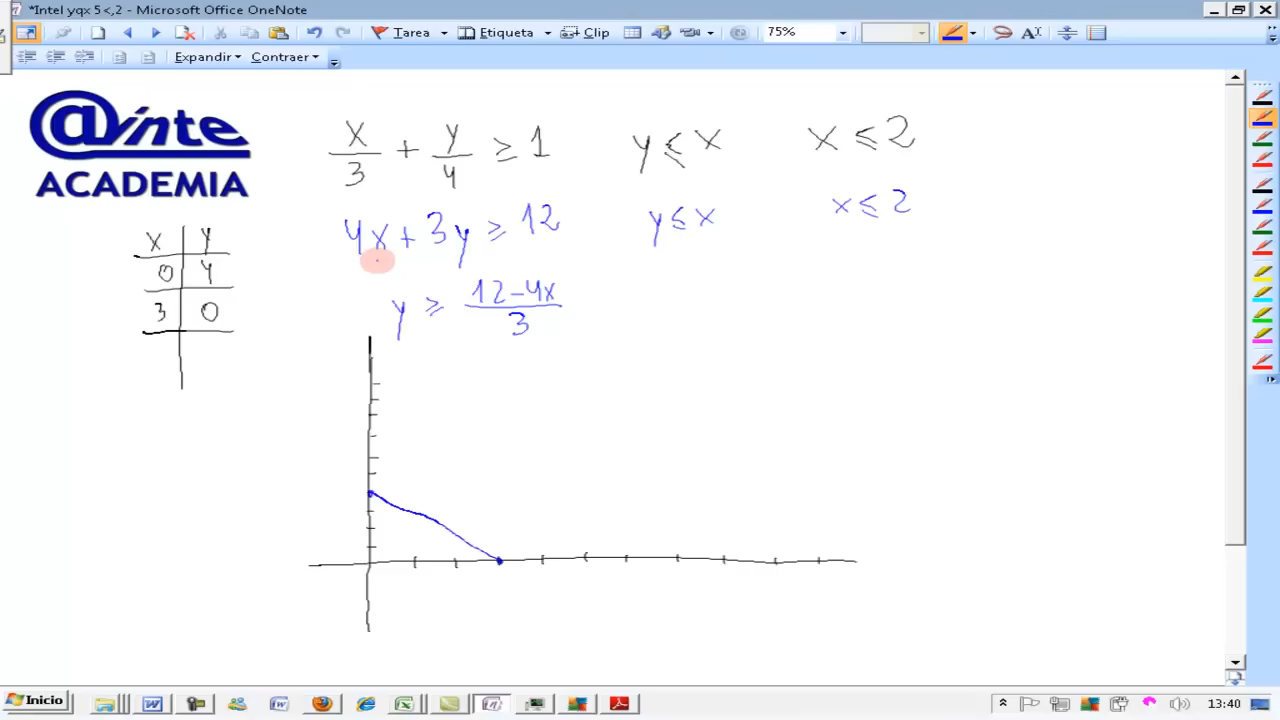 *Intel yqx 5<,2 - Microsoft Office OneNote
Tarea Etiqueta Clip 75%
Expandir Contraer
@inte
ACADEMIA
x/3 + y/4 ≥ 1 y ≤ x x ≤ 2
4x + 3y ≥ 12 y ≤ x x ≤ 2
y ≥ (12 - 4x)/3
x y
0 4
3 0
Inicio 13:40